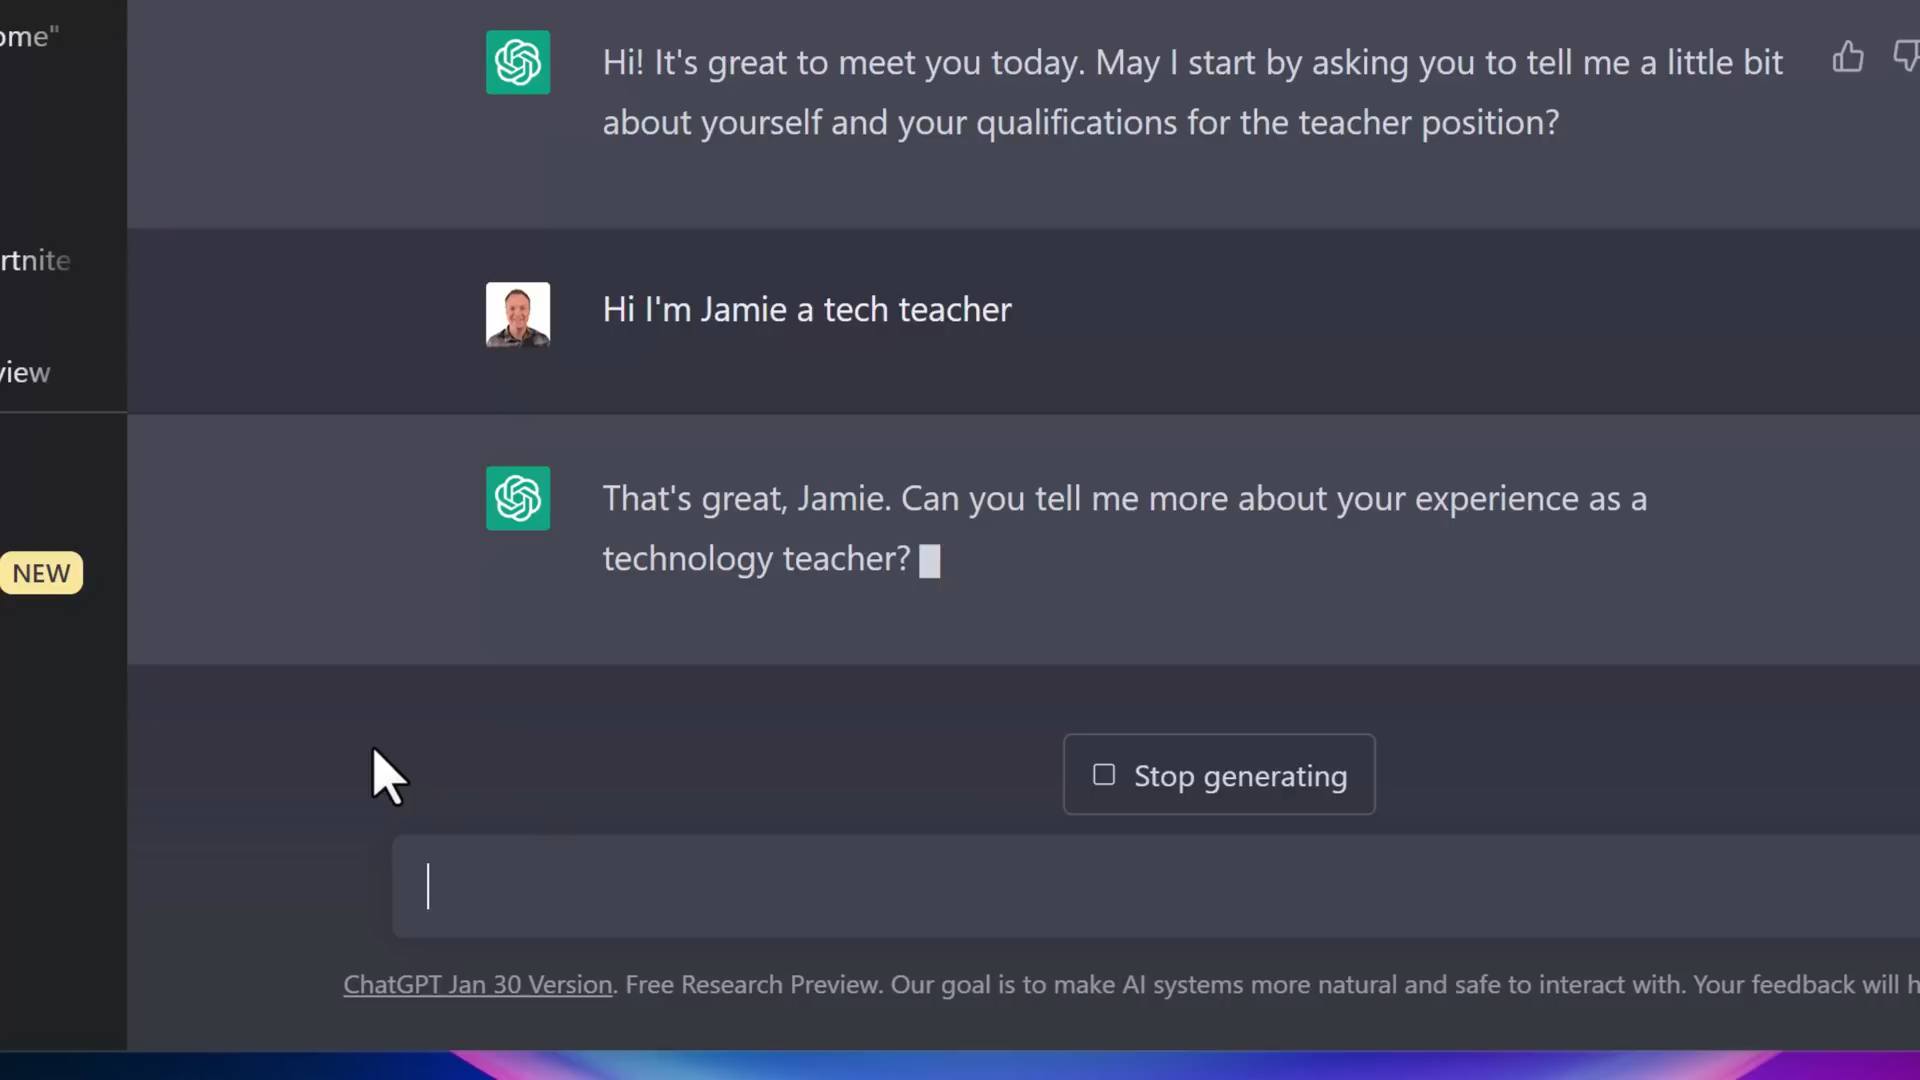 ome"
rtnite
view
NEW
Hi! It's great to meet you today. May I start by asking you to tell me a little bit
about yourself and your qualifications for the teacher position?
Hi I'm Jamie a tech teacher
That's great, Jamie. Can you tell me more about your experience as a
technology teacher?
Stop generating
ChatGPT Jan 30 Version. Free Research Preview. Our goal is to make AI systems more natural and safe to interact with. Your feedback will h